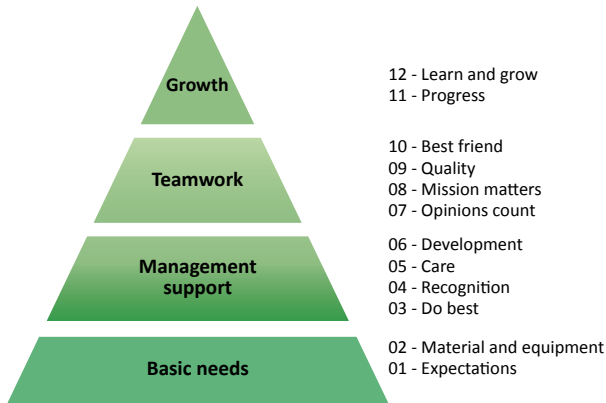 Growth
12 - Learn and grow
11 - Progress
Teamwork
10 - Best friend
09 - Quality
08 - Mission matters
07 - Opinions count
Management
support
06 - Development
05 - Care
04 - Recognition
03 - Do best
Basic needs
02 - Material and equipment
01 - Expectations